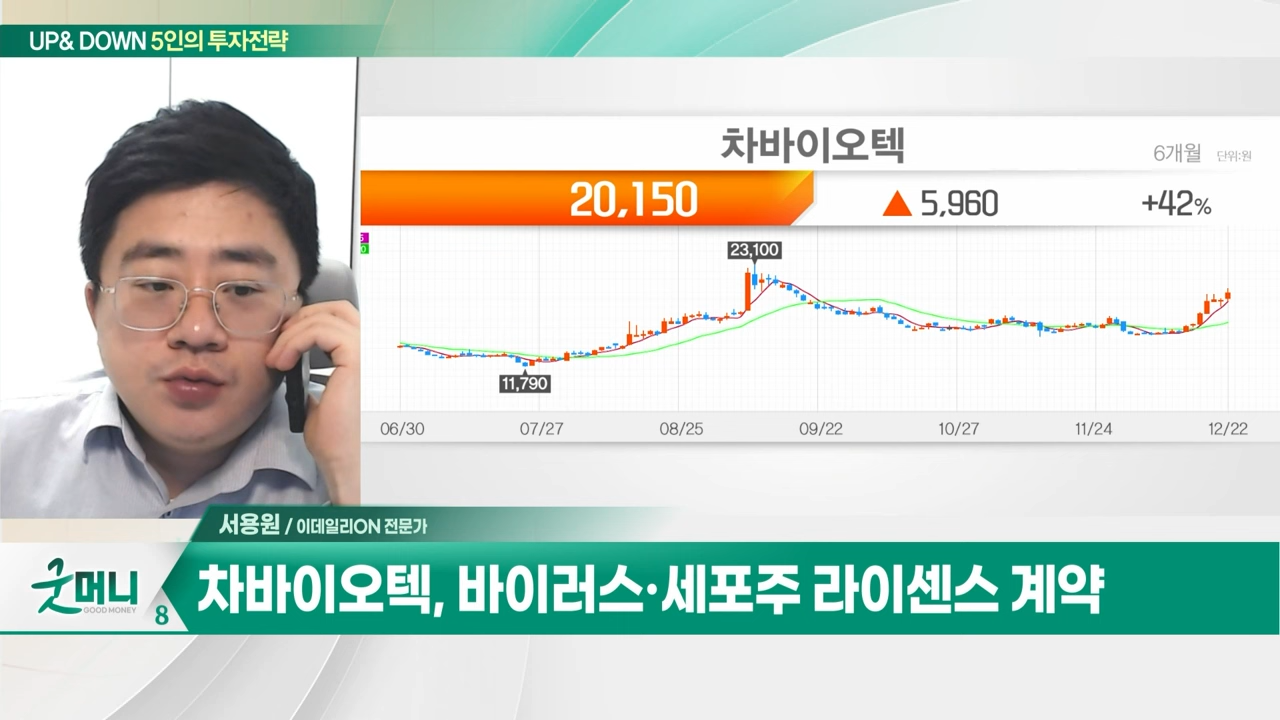 UP& DOWN 5인의 투자전략
차바이오텍
6개월 단위:원
20,150 ▲ 5,960 +42%
23,100
11,790
06/30 07/27 08/25 09/22 10/27 11/24 12/22
서용원 / 이데일리ON 전문가
굿머니
GOOD MONEY
8
차바이오텍, 바이러스·세포주 라이센스 계약